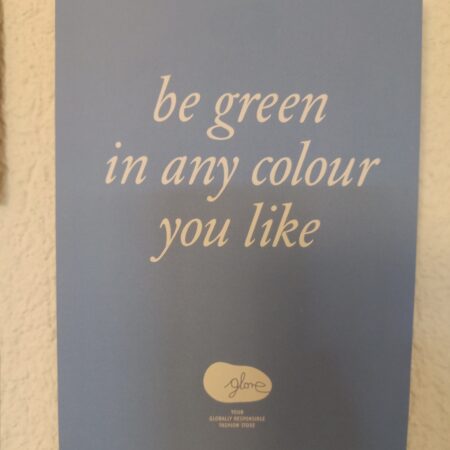 be green
in any colour
you like
glore
YOUR
GLOBALLY RESPONSIBLE
FASHION STORE